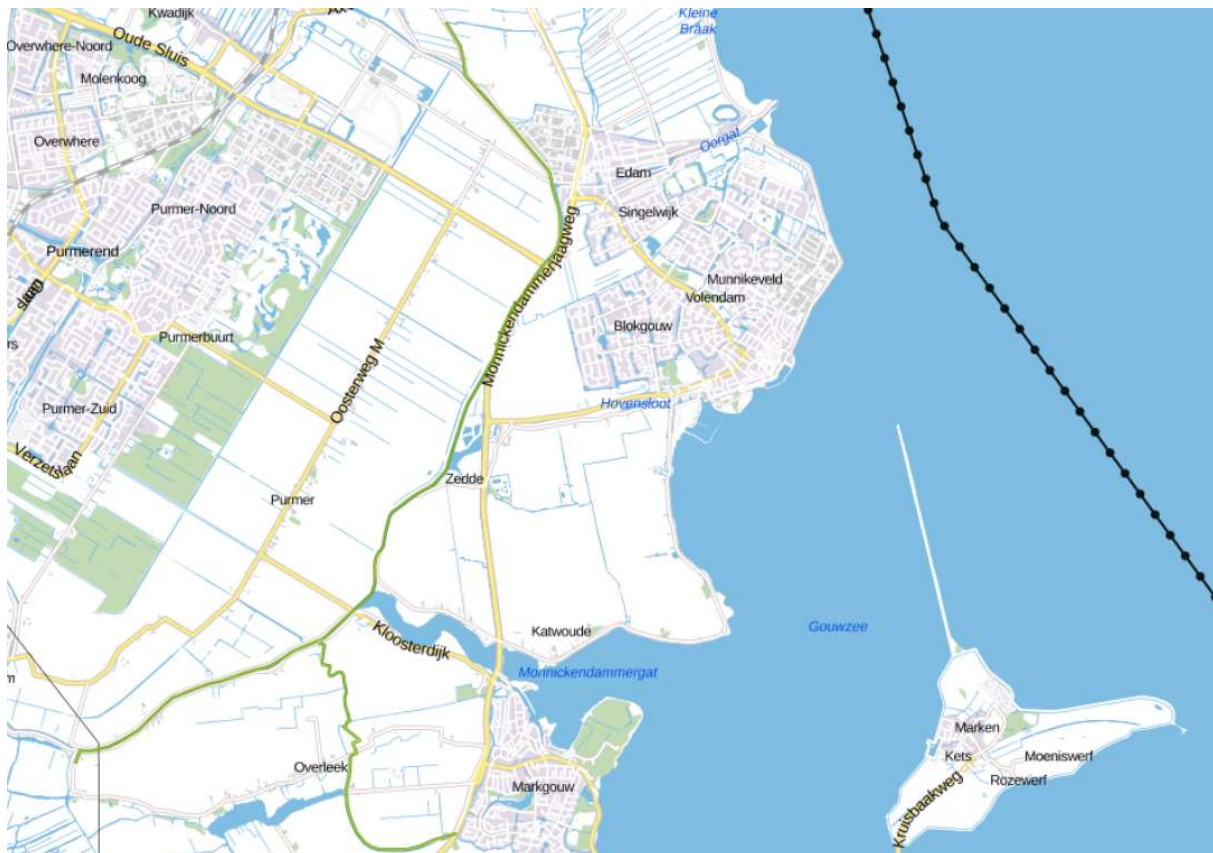 Kwadijk
Kleine
Braak
Oude Sluis
Overwhere-Noord
Molenkoog
Overwhere
Oorgat
Edam
Purmer-Noord
Singelwijk
Purmerend
Monnickendammerjaagweg
Munnikeveld
Volendam
Blokgouw
Purmerbuurt
Oosterweg M
Hovensloot
Purmer-Zuid
Verzetslaan
Zedde
Purmer
Katwoude
Gouwzee
Kloosterdijk
Monnickendammergat
Marken
Kets
Moeniswerf
Overleek
Rozewerf
Markgouw
Kruisbaakweg